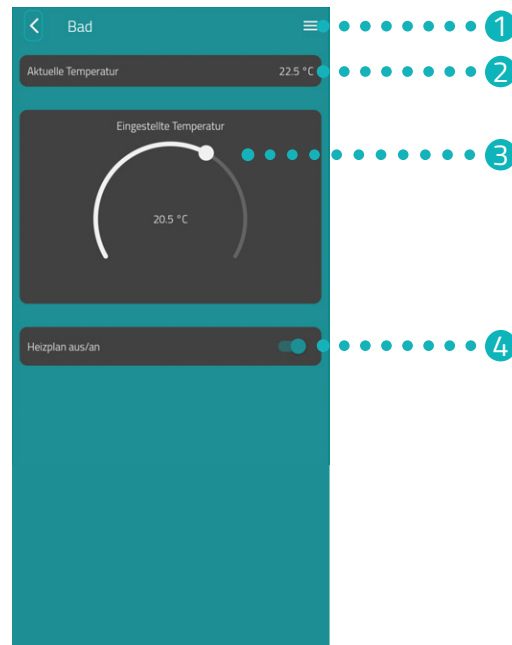 Bad
1
Aktuelle Temperatur 22.5 °C
2
Eingestellte Temperatur
3
20.5 °C
Heizplan aus/an
4